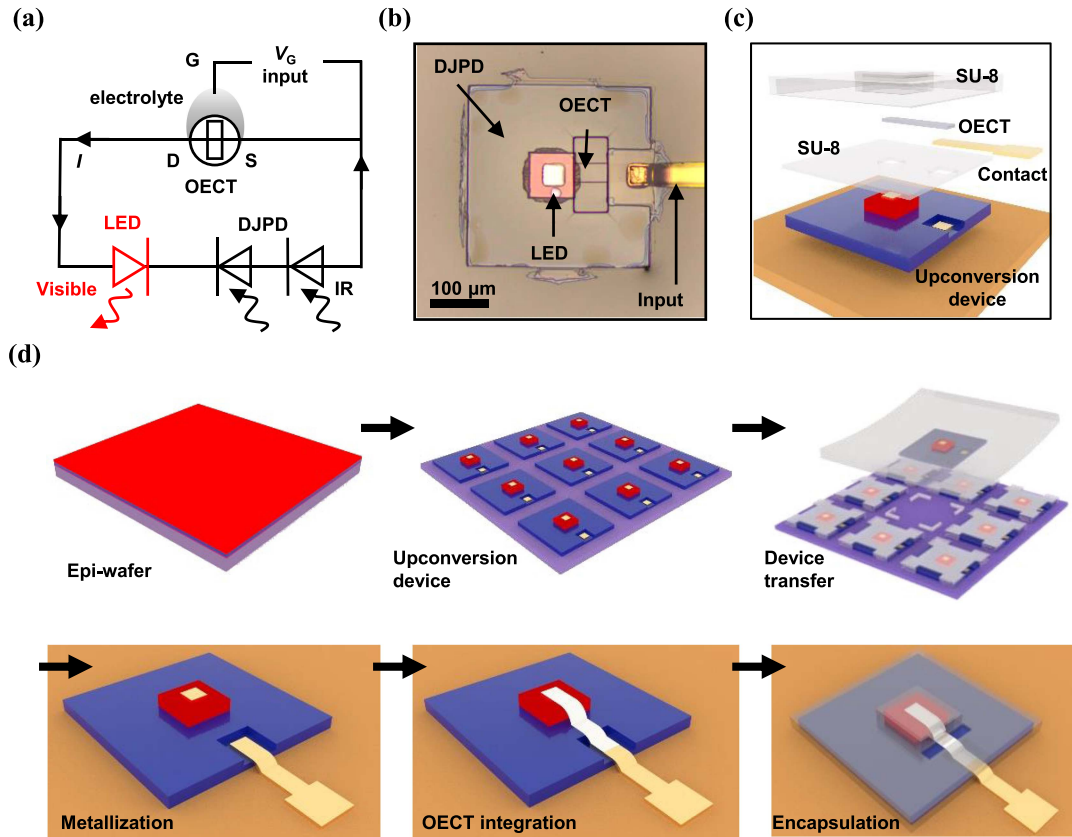 (a)
G
V_G
input
electrolyte
I
D
S
OECT
LED
DJPD
Visible
IR
(b)
DJPD
OECT
LED
100 µm
Input
(c)
SU-8
OECT
SU-8
Contact
Upconversion
device
(d)
Epi-wafer
Upconversion
device
Device
transfer
Metallization
OECT integration
Encapsulation